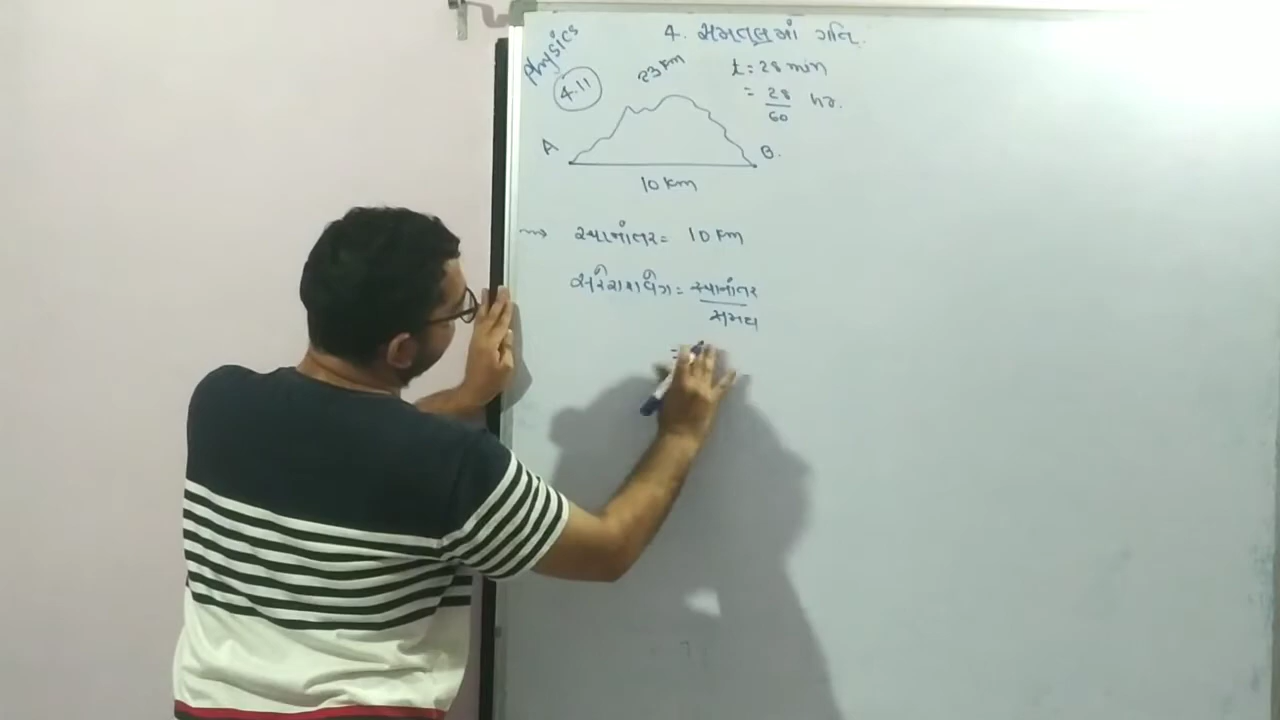 Physics
4. સમતલમાં ગતિ.
4.11
23 km
t = 28 min
= 28/60 hr.
A
B.
10 km
સ્થાનાંતર = 10 km
સરેરાશ વેગ = સ્થાનાંતર
સમય
=